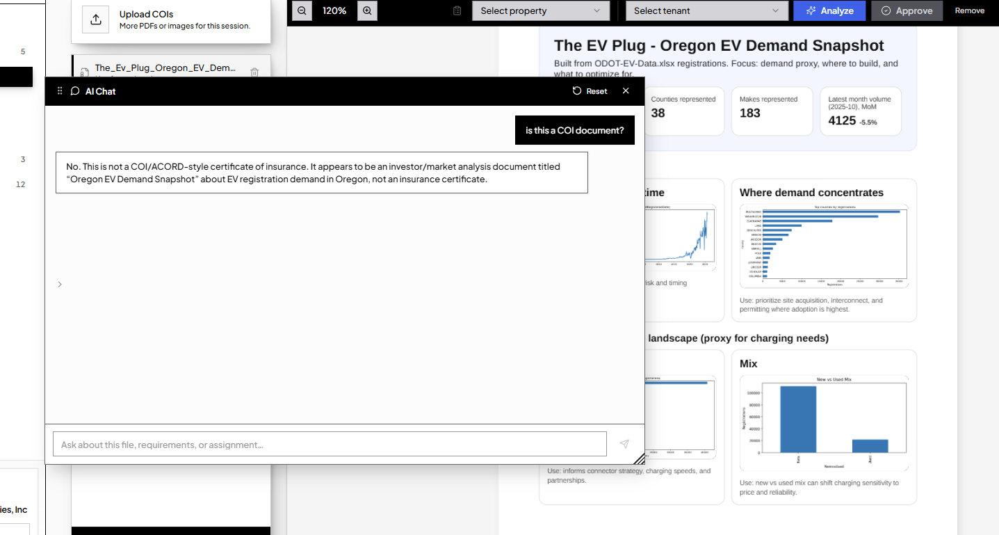 Upload COIs
More PDFs or images for this session.
120%
Select property
Select tenant
Analyze
Approve
Remove
5
3
12
ies, Inc
The_Ev_Plug_Oregon_EV_Dem...
AI Chat
Reset
is this a COI document?
No. This is not a COI/ACORD-style certificate of insurance. It appears to be an investor/market analysis document titled
“Oregon EV Demand Snapshot” about EV registration demand in Oregon, not an insurance certificate.
Ask about this file, requirements, or assignment...
The EV Plug - Oregon EV Demand Snapshot
Built from ODOT-EV-Data.xlsx registrations. Focus: demand proxy, where to build, and
what to optimize for.
Counties represented
38
Makes represented
183
Latest month volume
(2025-10), MoM
4125 -5.5%
time
risk and timing
Where demand concentrates
Top counties by registrations
Registrations
Use: prioritize site acquisition, interconnect, and
permitting where adoption is highest.
landscape (proxy for charging needs)
Use: informs connector strategy, charging speeds, and
partnerships.
Mix
New vs Used Mix
100000
80000
60000
40000
20000
0
Registrations
Use: new vs used mix can shift charging sensitivity to
price and reliability.